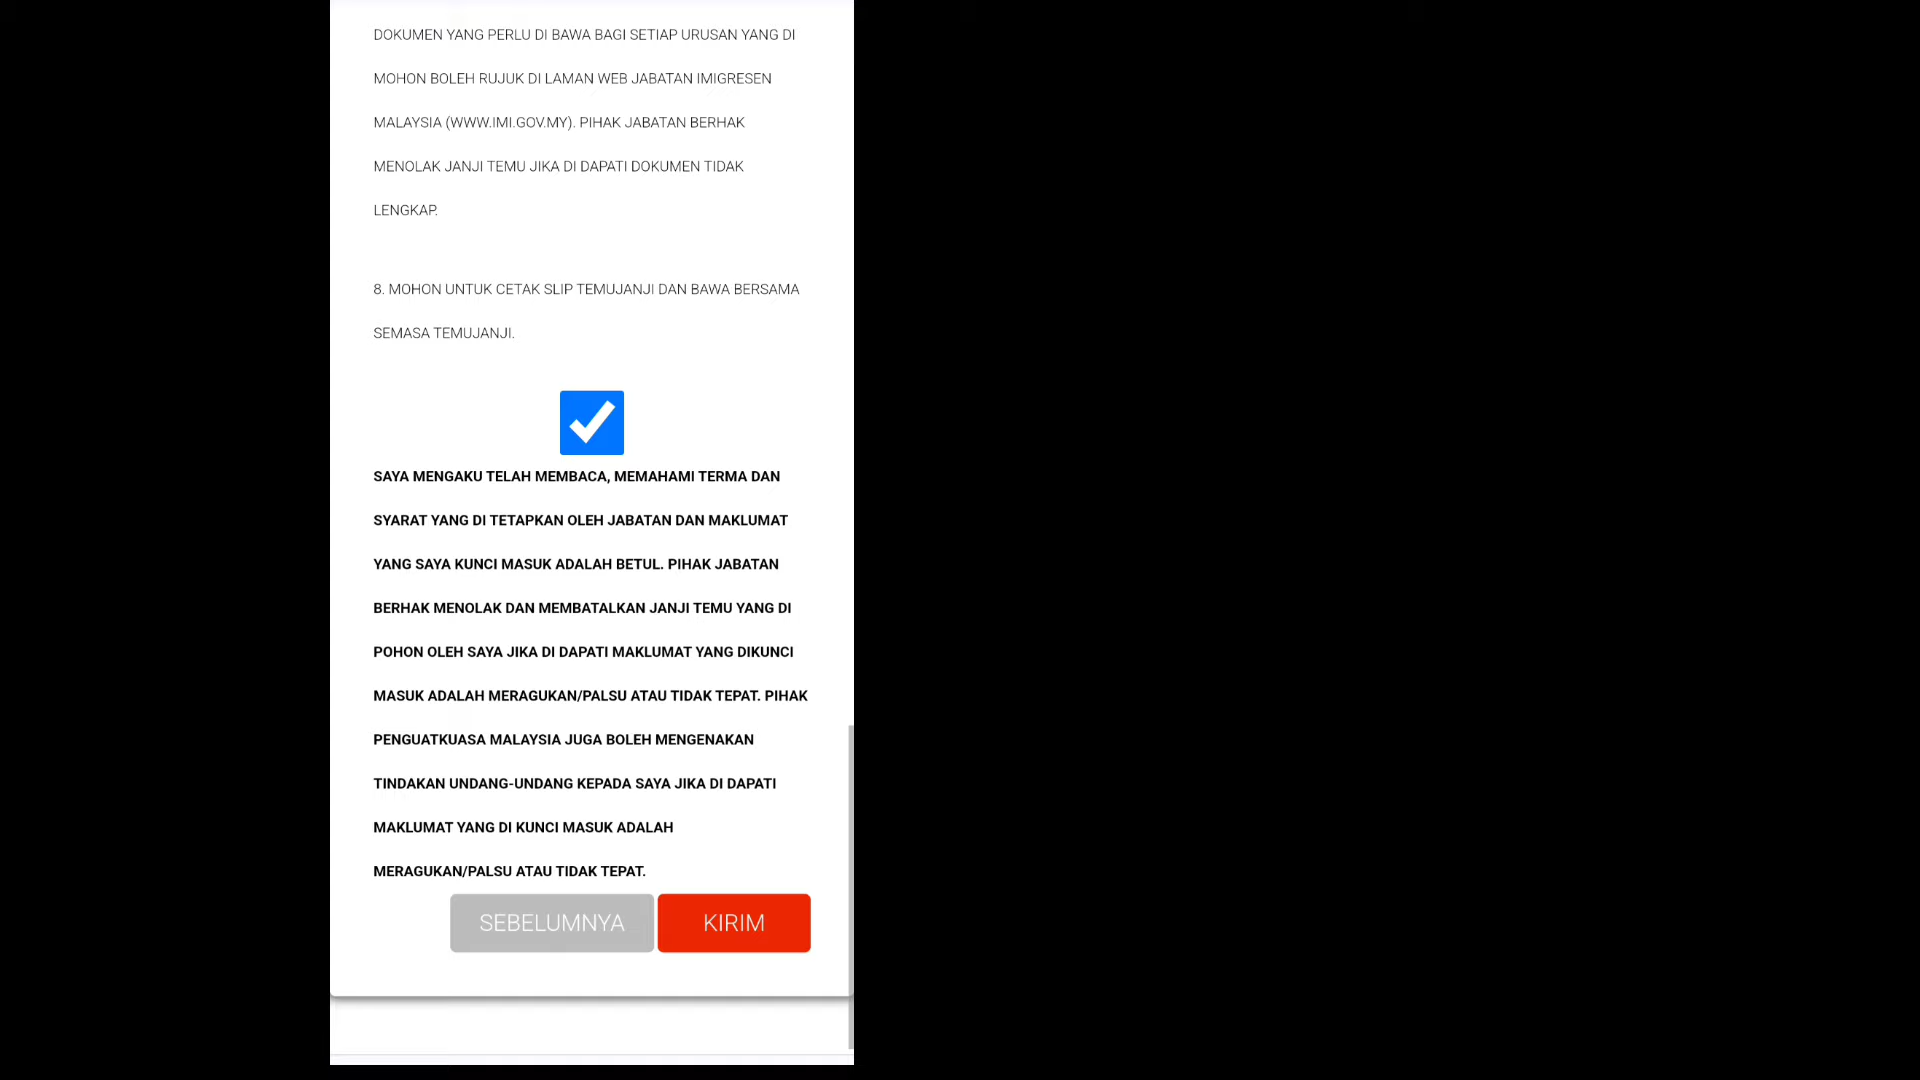 DOKUMEN YANG PERLU DI BAWA BAGI SETIAP URUSAN YANG DI
MOHON BOLEH RUJUK DI LAMAN WEB JABATAN IMIGRESEN
MALAYSIA (WWW.IMI.GOV.MY). PIHAK JABATAN BERHAK
MENOLAK JANJI TEMU JIKA DI DAPATI DOKUMEN TIDAK
LENGKAP.
8. MOHON UNTUK CETAK SLIP TEMUJANJI DAN BAWA BERSAMA
SEMASA TEMUJANJI.
SAYA MENGAKU TELAH MEMBACA, MEMAHAMI TERMA DAN
SYARAT YANG DI TETAPKAN OLEH JABATAN DAN MAKLUMAT
YANG SAYA KUNCI MASUK ADALAH BETUL. PIHAK JABATAN
BERHAK MENOLAK DAN MEMBATALKAN JANJI TEMU YANG DI
POHON OLEH SAYA JIKA DI DAPATI MAKLUMAT YANG DIKUNCI
MASUK ADALAH MERAGUKAN/PALSU ATAU TIDAK TEPAT. PIHAK
PENGUATKUASA MALAYSIA JUGA BOLEH MENGENAKAN
TINDAKAN UNDANG-UNDANG KEPADA SAYA JIKA DI DAPATI
MAKLUMAT YANG DI KUNCI MASUK ADALAH
MERAGUKAN/PALSU ATAU TIDAK TEPAT.
SEBELUMNYA KIRIM